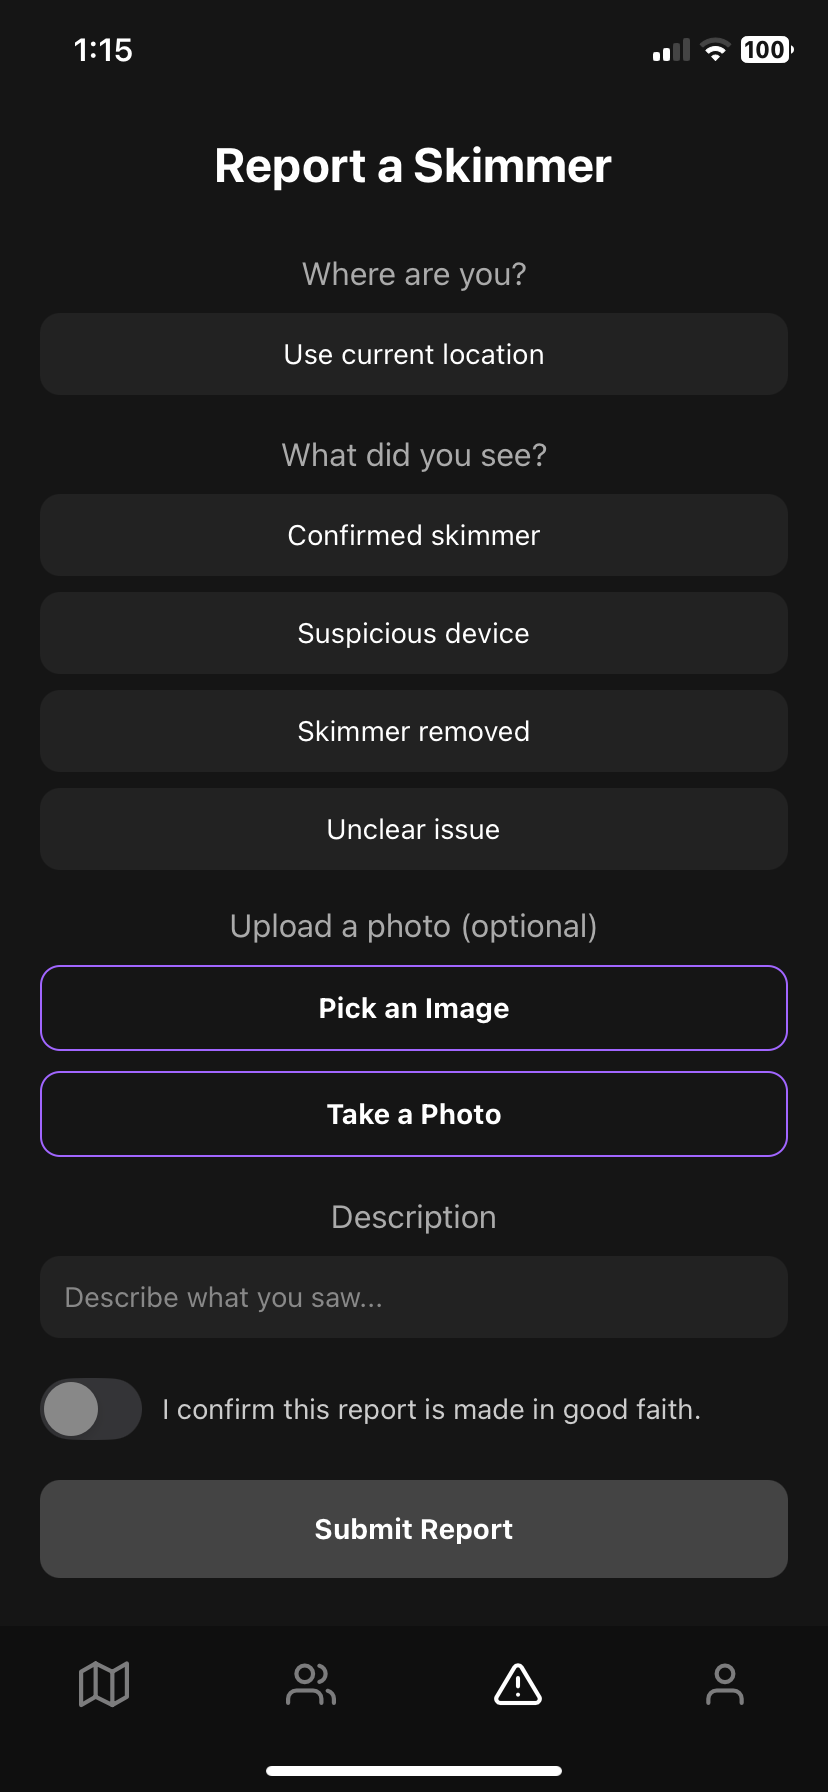 1:15
100
Report a Skimmer
Where are you?
Use current location
What did you see?
Confirmed skimmer
Suspicious device
Skimmer removed
Unclear issue
Upload a photo (optional)
Pick an Image
Take a Photo
Description
Describe what you saw...
I confirm this report is made in good faith.
Submit Report